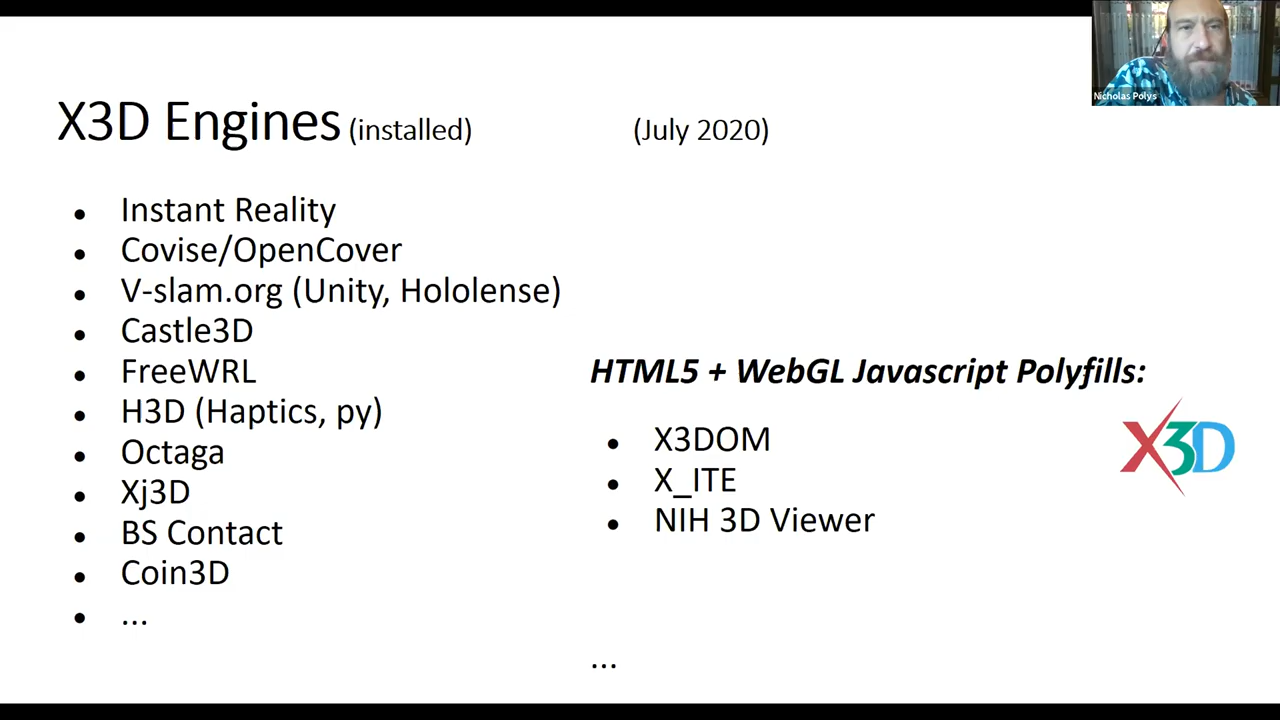 X3D Engines (installed) (July 2020)
Nicholas Polys
• Instant Reality
• Covise/OpenCover
• V-slam.org (Unity, Hololense)
• Castle3D
• FreeWRL
• H3D (Haptics, py)
• Octaga
• Xj3D
• BS Contact
• Coin3D
• ...
HTML5 + WebGL Javascript Polyfills:
• X3DOM
• X_ITE
• NIH 3D Viewer
...
X3D